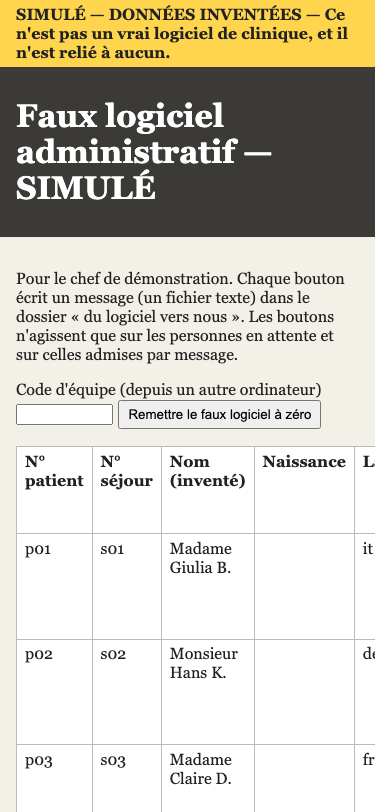 SIMULÉ — DONNÉES INVENTÉES — Ce
n'est pas un vrai logiciel de clinique, et il
n'est relié à aucun.
Faux logiciel
administratif —
SIMULÉ
Pour le chef de démonstration. Chaque bouton
écrit un message (un fichier texte) dans le
dossier « du logiciel vers nous ». Les boutons
n'agissent que sur les personnes en attente et
sur celles admises par message.
Code d'équipe (depuis un autre ordinateur)
Remettre le faux logiciel à zéro
N° patient N° séjour Nom (inventé) Naissance
p01 s01 Madame Giulia B. it
p02 s02 Monsieur Hans K.
p03 s03 Madame Claire D. fr